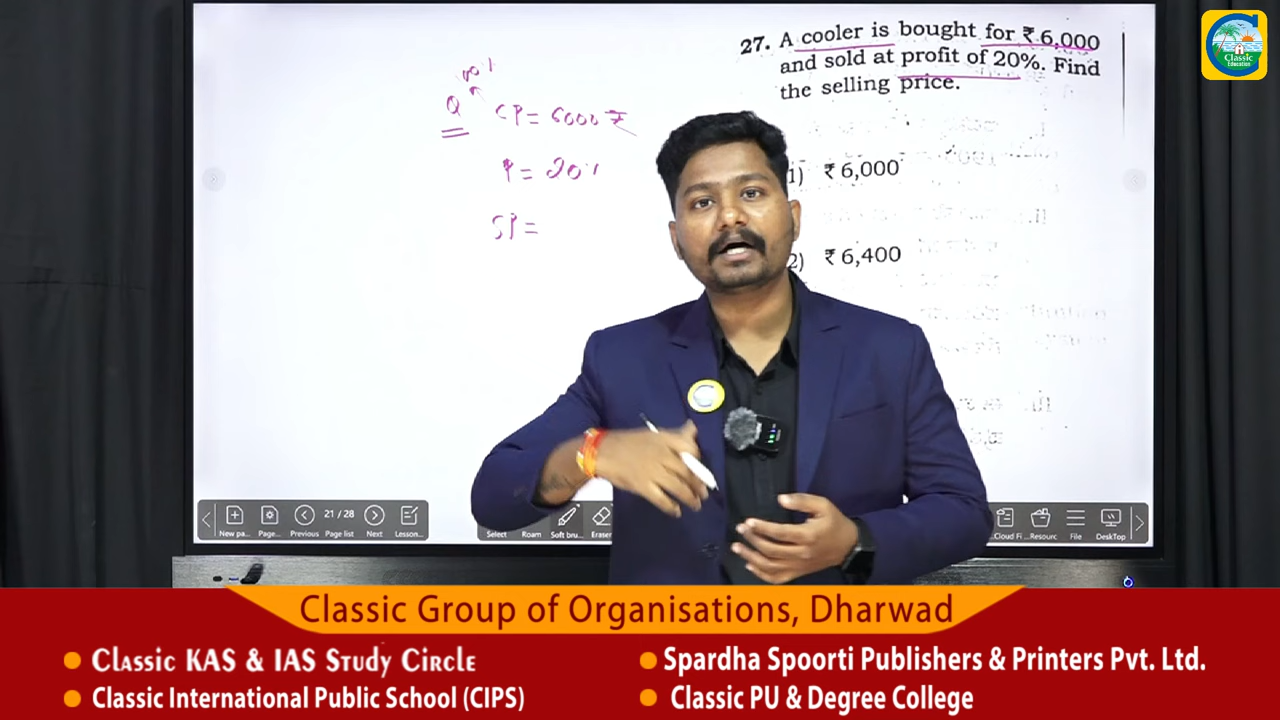 27. A cooler is bought for ₹ 6,000
and sold at profit of 20%. Find
the selling price.
1) ₹ 6,000
2) ₹ 6,400
Q
CP = 6000 ₹
P = 20%
SP =
Classic
Education
New pa...
Page...
Previous
21 / 28
Page list
Next
Lesson...
Select
Roam
Soft bru...
Eraser
File
DeskTop
Classic Group of Organisations, Dharwad
Classic KAS & IAS Study Circle
Spardha Spoorti Publishers & Printers Pvt. Ltd.
Classic International Public School (CIPS)
Classic PU & Degree College